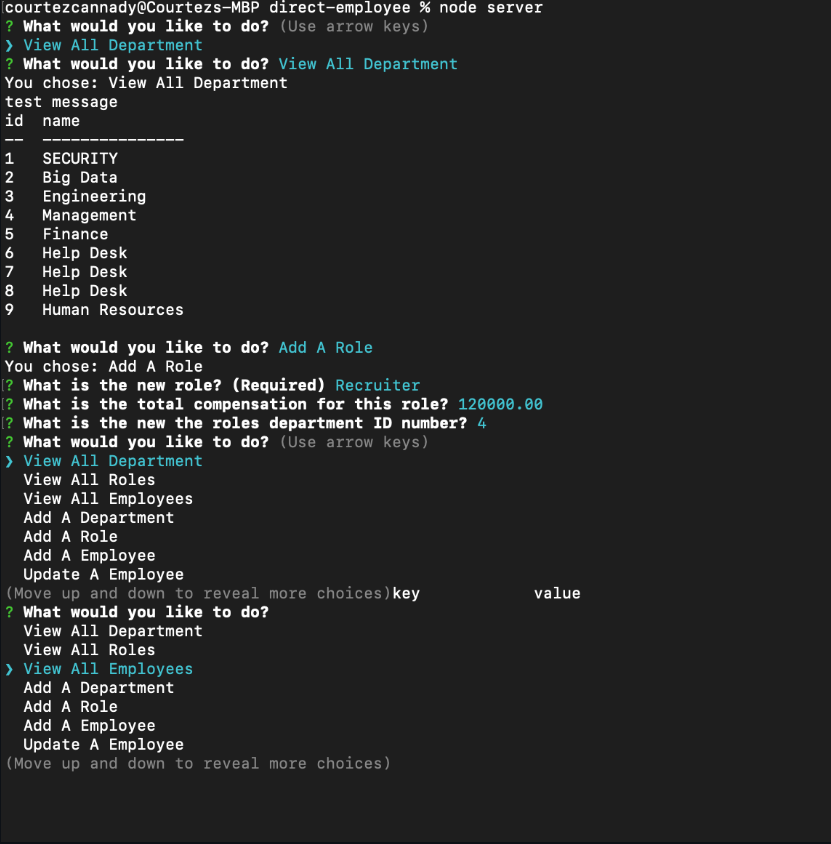 courtezcannady@Courtezs-MBP direct-employee % node server
? What would you like to do? (Use arrow keys)
❯ View All Department
? What would you like to do? View All Department
You chose: View All Department
test message
id  name
--  ---------------
1   SECURITY
2   Big Data
3   Engineering
4   Management
5   Finance
6   Help Desk
7   Help Desk
8   Help Desk
9   Human Resources
? What would you like to do? Add A Role
You chose: Add A Role
[? What is the new role? (Required) Recruiter
[? What is the total compensation for this role? 120000.00
[? What is the new the roles department ID number? 4
? What would you like to do? (Use arrow keys)
❯ View All Department
  View All Roles
  View All Employees
  Add A Department
  Add A Role
  Add A Employee
  Update A Employee
(Move up and down to reveal more choices)key            value
? What would you like to do?
  View All Department
  View All Roles
❯ View All Employees
  Add A Department
  Add A Role
  Add A Employee
  Update A Employee
(Move up and down to reveal more choices)